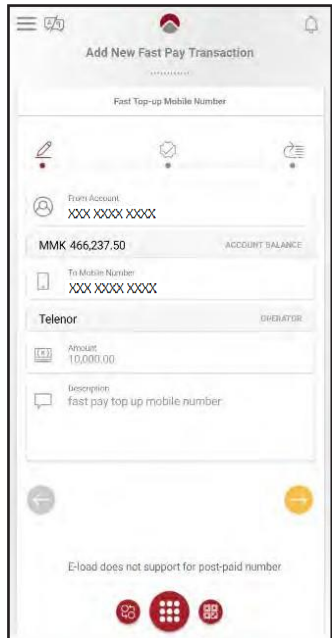 Add New Fast Pay Transaction
Fast Top-up Mobile Number
From Account
XXX XXXX XXXX
MMK 466,237.50 ACCOUNT BALANCE
To Mobile Number
XXX XXXX XXXX
Telenor OPERATOR
Amount
10,000.00
Description
fast pay top up mobile number
E-load does not support for post-paid number